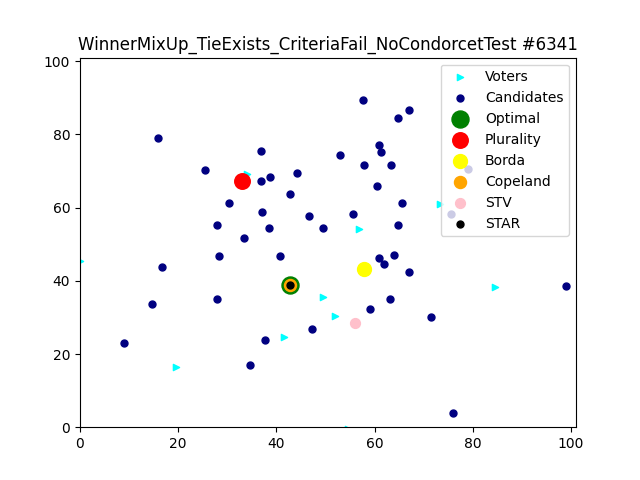 WinnerMixUp_TieExists_CriteriaFail_NoCondorcetTest #6341
100
80
60
40
20
0
0
20
40
60
80
100
Voters
Candidates
Optimal
Plurality
Borda
Copeland
STV
STAR